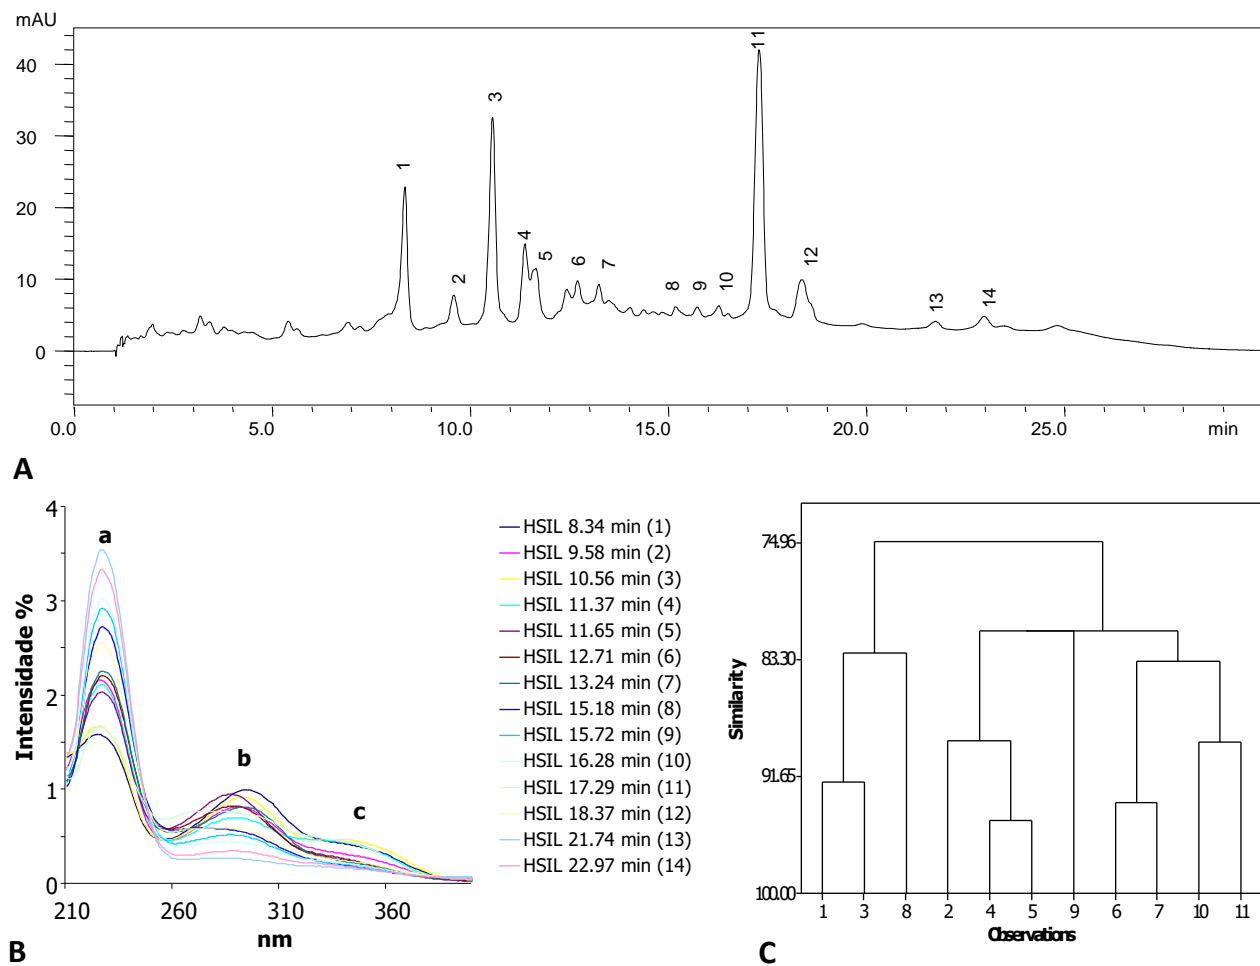 mAU
40
30
20
10
0
1
2
3
4
5
6
7
8
9
10
11
12
13
14
0.0 5.0 10.0 15.0 20.0 25.0 min
A
4
3
2
1
0
Intensidade %
a
b
c
210 260 310 360
nm
B
HSIL 8.34 min (1)
HSIL 9.58 min (2)
HSIL 10.56 min (3)
HSIL 11.37 min (4)
HSIL 11.65 min (5)
HSIL 12.71 min (6)
HSIL 13.24 min (7)
HSIL 15.18 min (8)
HSIL 15.72 min (9)
HSIL 16.28 min (10)
HSIL 17.29 min (11)
HSIL 18.37 min (12)
HSIL 21.74 min (13)
HSIL 22.97 min (14)
Similarity
74.96
83.30
91.65
100.00
1 3 8 2 4 5 9 6 7 10 11
Observations
C